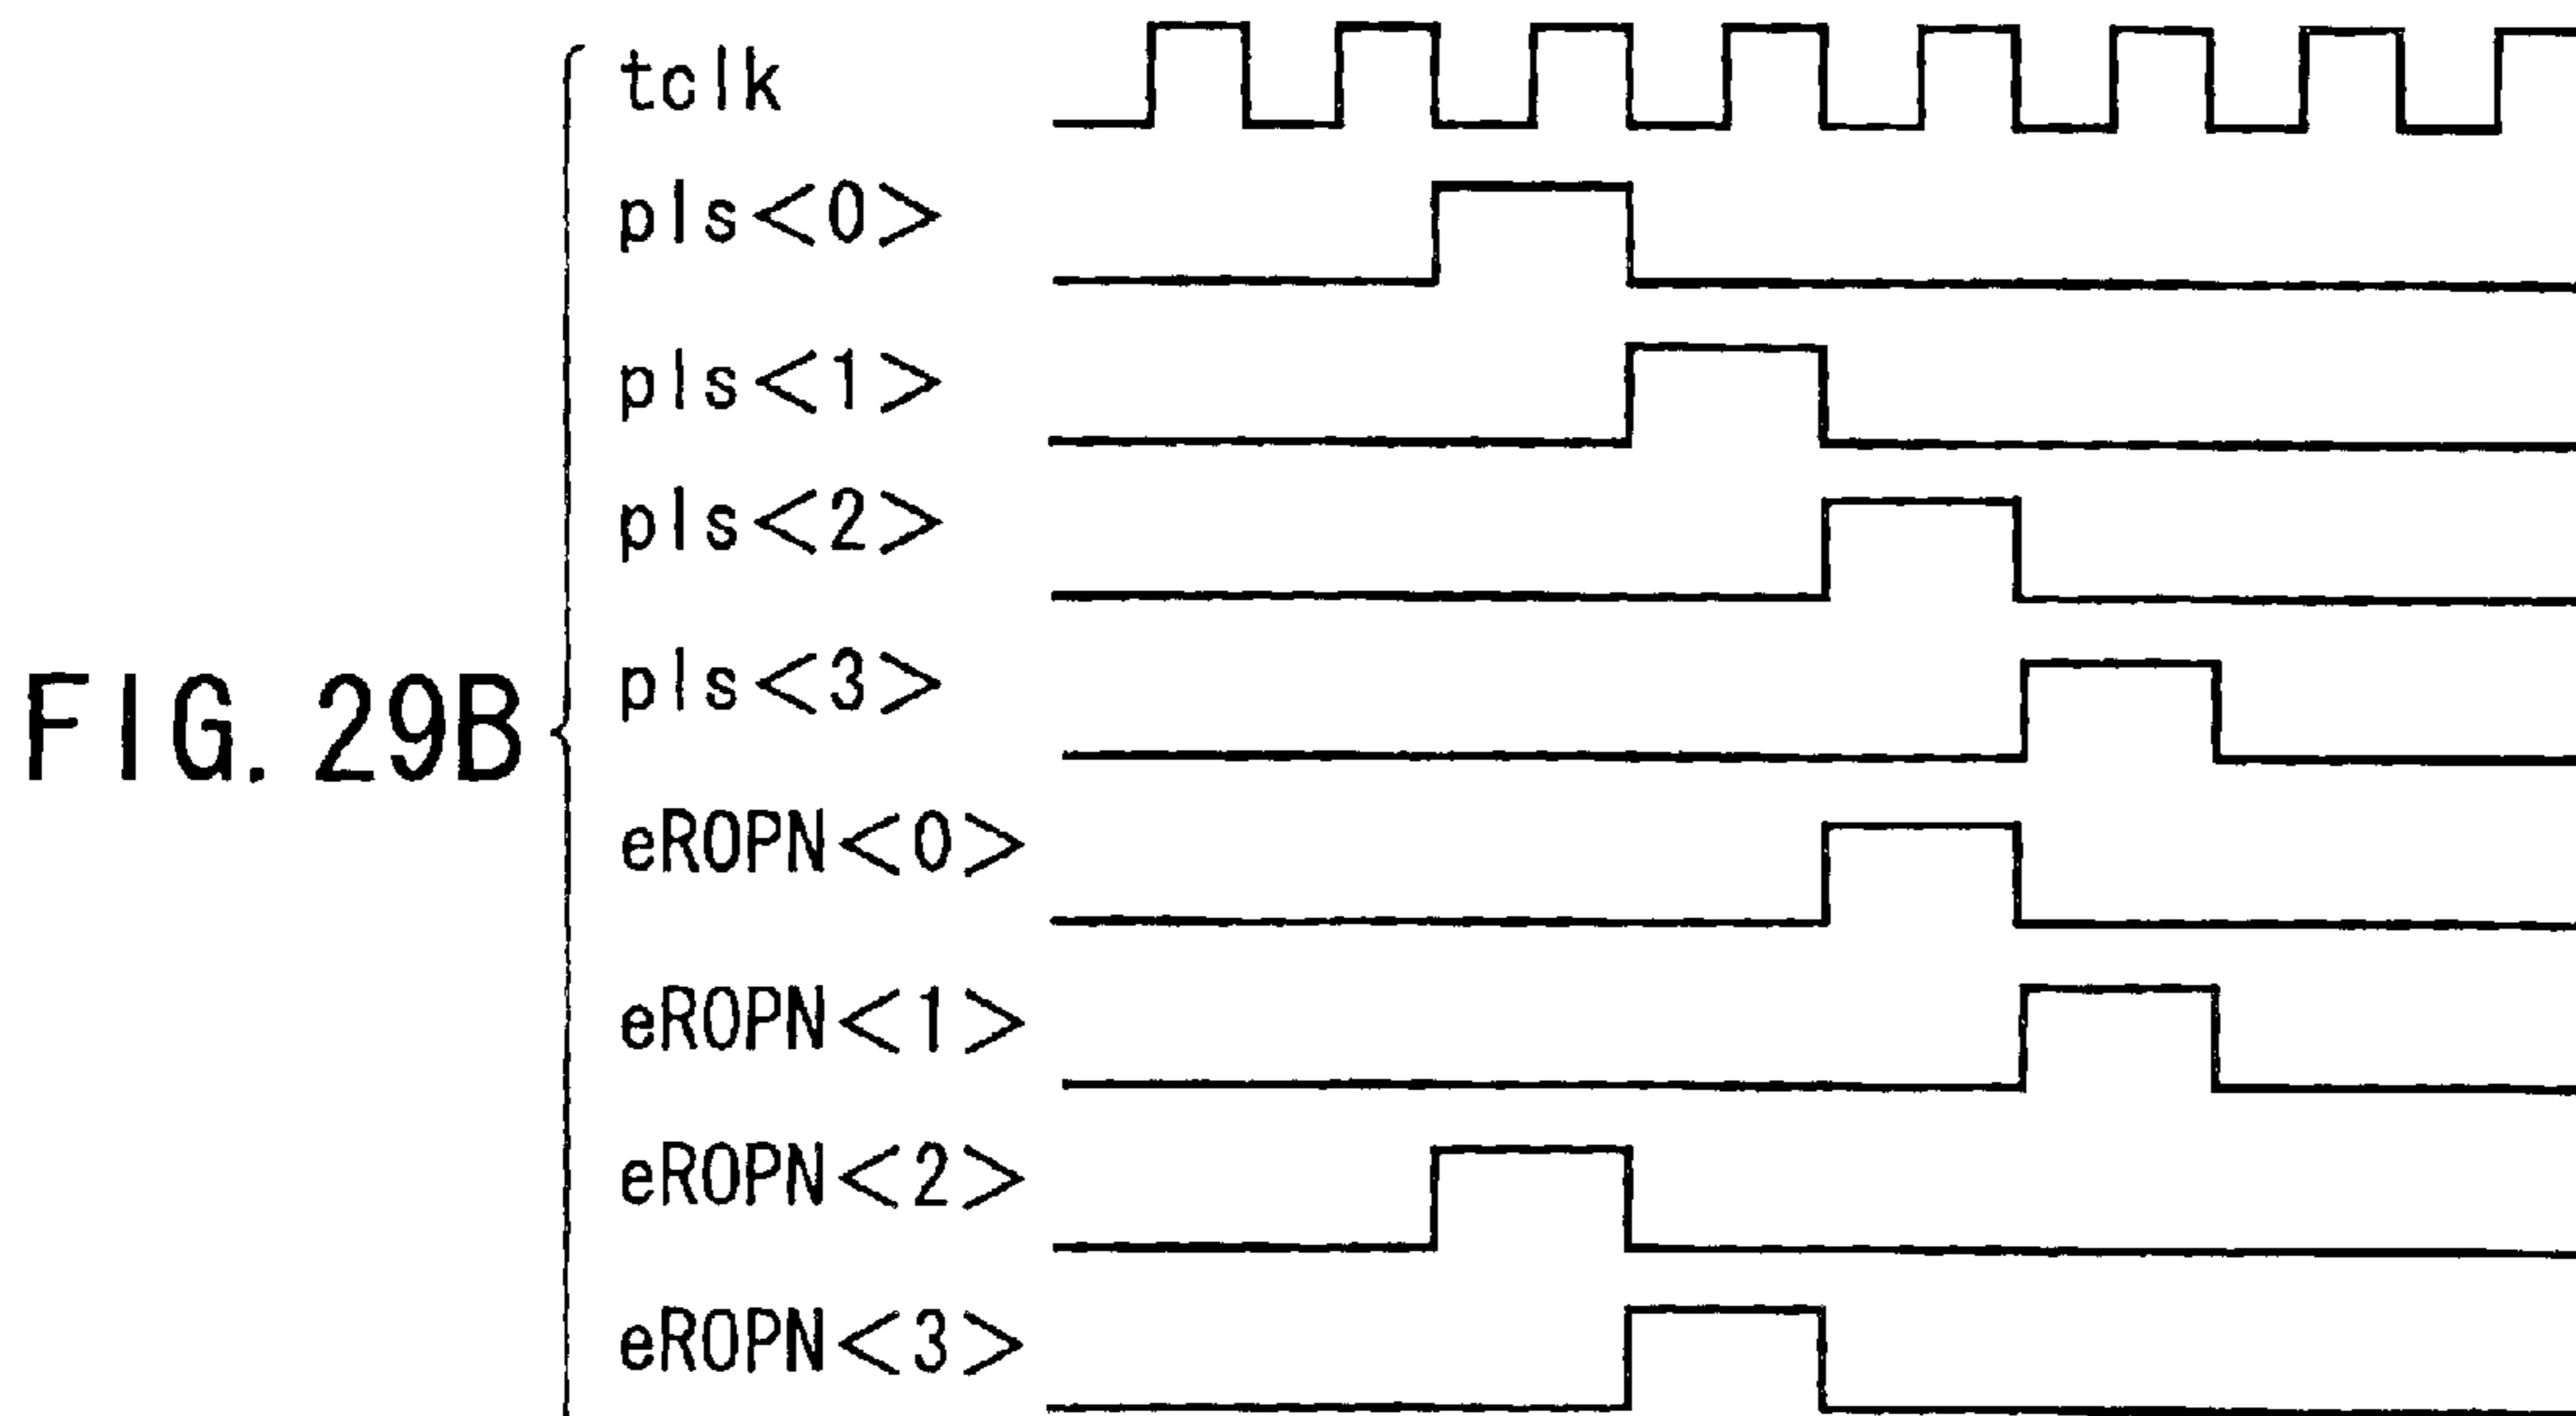 FIG. 29B
tclk
pls<0>
pls<1>
pls<2>
pls<3>
eROPN<0>
eROPN<1>
eROPN<2>
eROPN<3>